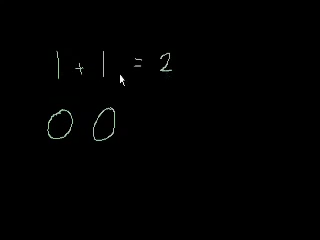 1 + 1 = 2